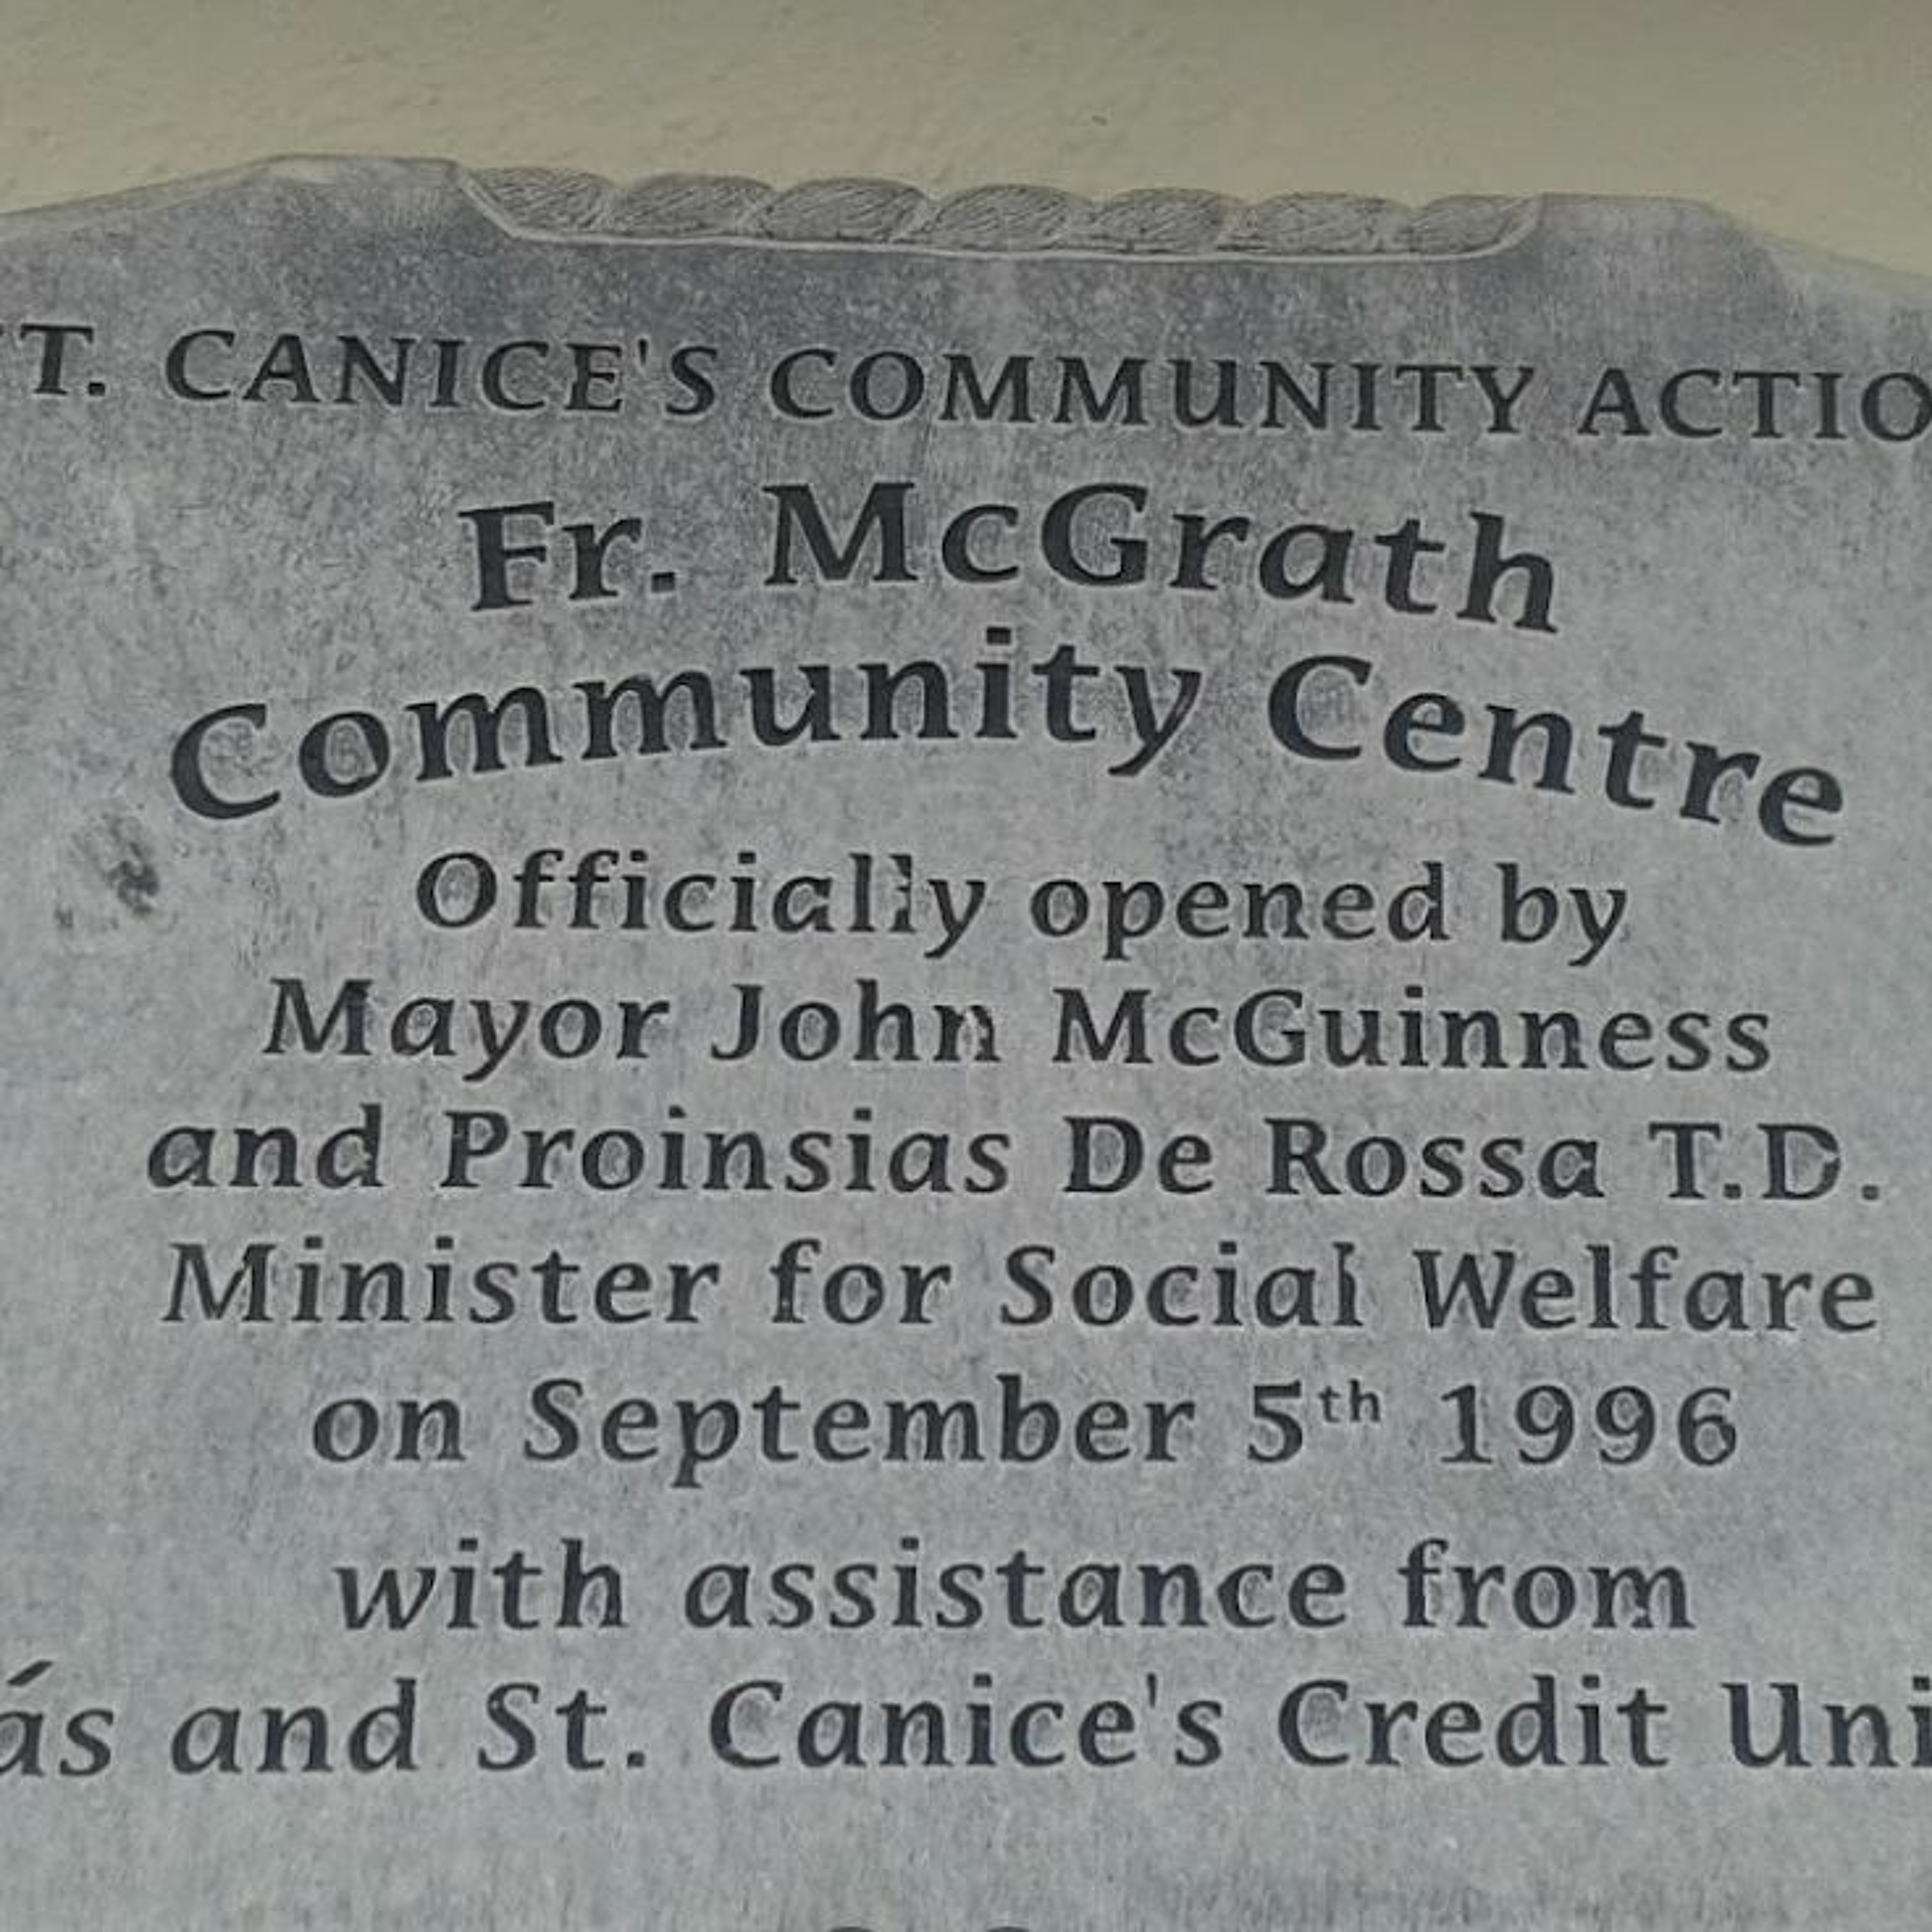 T. CANICE'S COMMUNITY ACTIO
Fr. McGrath
Community Centre
Officially opened by
Mayor John McGuinness
and Proinsias De Rossa T.D.
Minister for Social Welfare
on September 5th 1996
with assistance from
ás and St. Canice's Credit Uni